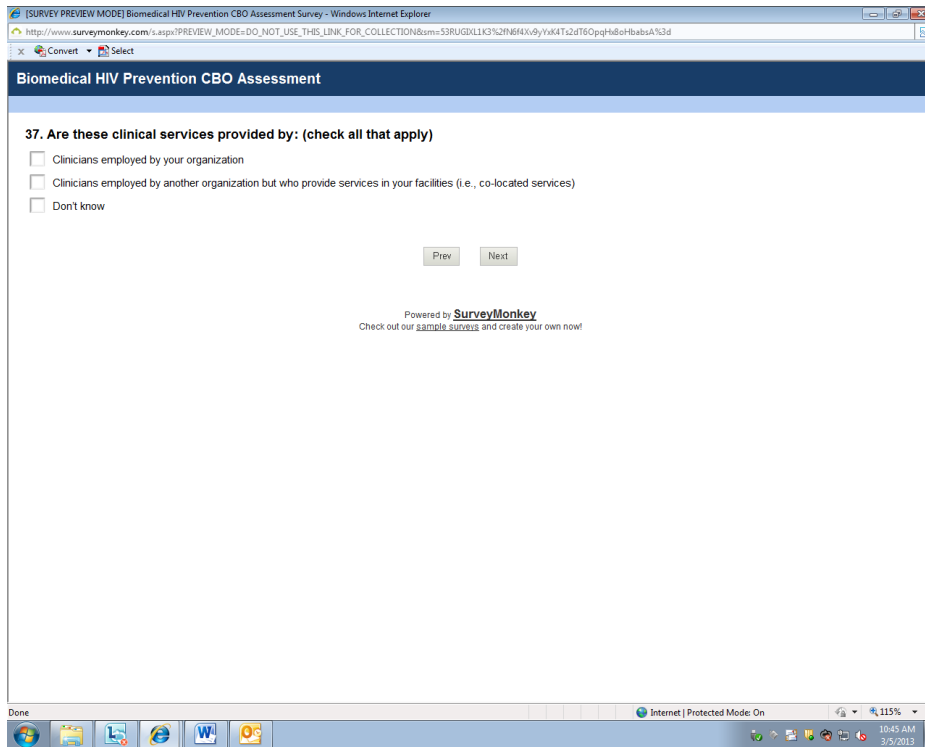 [SURVEY PREVIEW MODE] Biomedical HIV Prevention CBO Assessment Survey - Windows Internet Explorer
http://www.surveymonkey.com/s.aspx?PREVIEW_MODE=DO_NOT_USE_THIS_LINK_FOR_COLLECTION&sm=53RUGIXL1K3%2fN6f4Xv9yYxK4Ts2dT6OpqHx8oHbabsA%3d
x Convert Select
Biomedical HIV Prevention CBO Assessment
37. Are these clinical services provided by: (check all that apply)
Clinicians employed by your organization
Clinicians employed by another organization but who provide services in your facilities (i.e., co-located services)
Don't know
Prev Next
Powered by SurveyMonkey
Check out our sample surveys and create your own now!
Done Internet | Protected Mode: On 115%
10:45 AM
3/5/2013